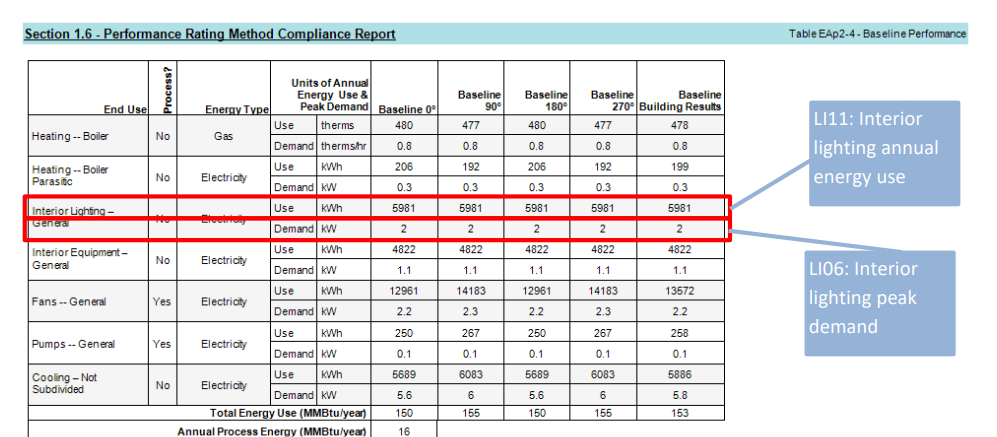 Section 1.6 - Performance Rating Method Compliance Report
Table EAp2-4 - Baseline Performance
End Use Process? Energy Type Units of Annual Energy Use & Peak Demand Baseline 0° Baseline 90° Baseline 180° Baseline 270° Baseline Building Results
Heating -- Boiler No Gas Use therms 480 477 480 477 478
Demand therms/hr 0.8 0.8 0.8 0.8 0.8
Heating -- Boiler Parasitic No Electricity Use kWh 206 192 206 192 199
Demand kW 0.3 0.3 0.3 0.3 0.3
Interior Lighting – General No Electricity Use kWh 5981 5981 5981 5981 5981
Demand kW 2 2 2 2 2
Interior Equipment – General No Electricity Use kWh 4822 4822 4822 4822 4822
Demand kW 1.1 1.1 1.1 1.1 1.1
Fans -- General Yes Electricity Use kWh 12961 14183 12961 14183 13572
Demand kW 2.2 2.3 2.2 2.3 2.2
Pumps -- General Yes Electricity Use kWh 250 267 250 267 258
Demand kW 0.1 0.1 0.1 0.1 0.1
Cooling – Not Subdivided No Electricity Use kWh 5689 6083 5689 6083 5886
Demand kW 5.6 6 5.6 6 5.8
Total Energy Use (MMBtu/year) 150 155 150 155 153
Annual Process Energy (MMBtu/year) 16
LI11: Interior
lighting annual
energy use
LI06: Interior
lighting peak
demand